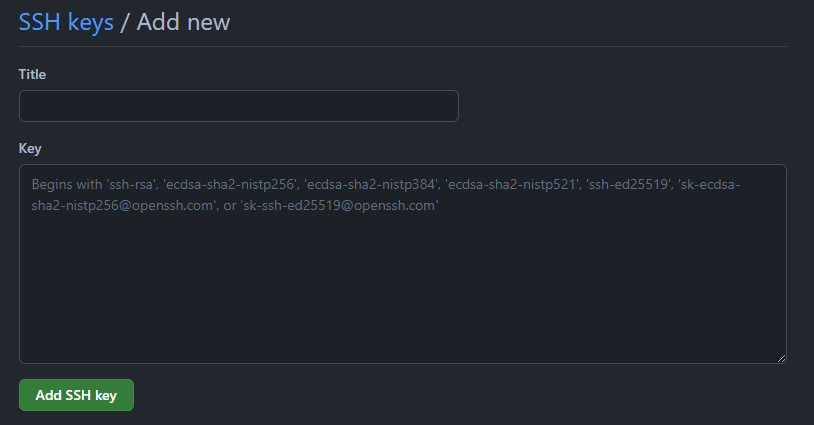 SSH keys / Add new
Title
Key
Begins with 'ssh-rsa', 'ecdsa-sha2-nistp256', 'ecdsa-sha2-nistp384', 'ecdsa-sha2-nistp521', 'ssh-ed25519', 'sk-ecdsa-
sha2-nistp256@openssh.com', or 'sk-ssh-ed25519@openssh.com'
Add SSH key